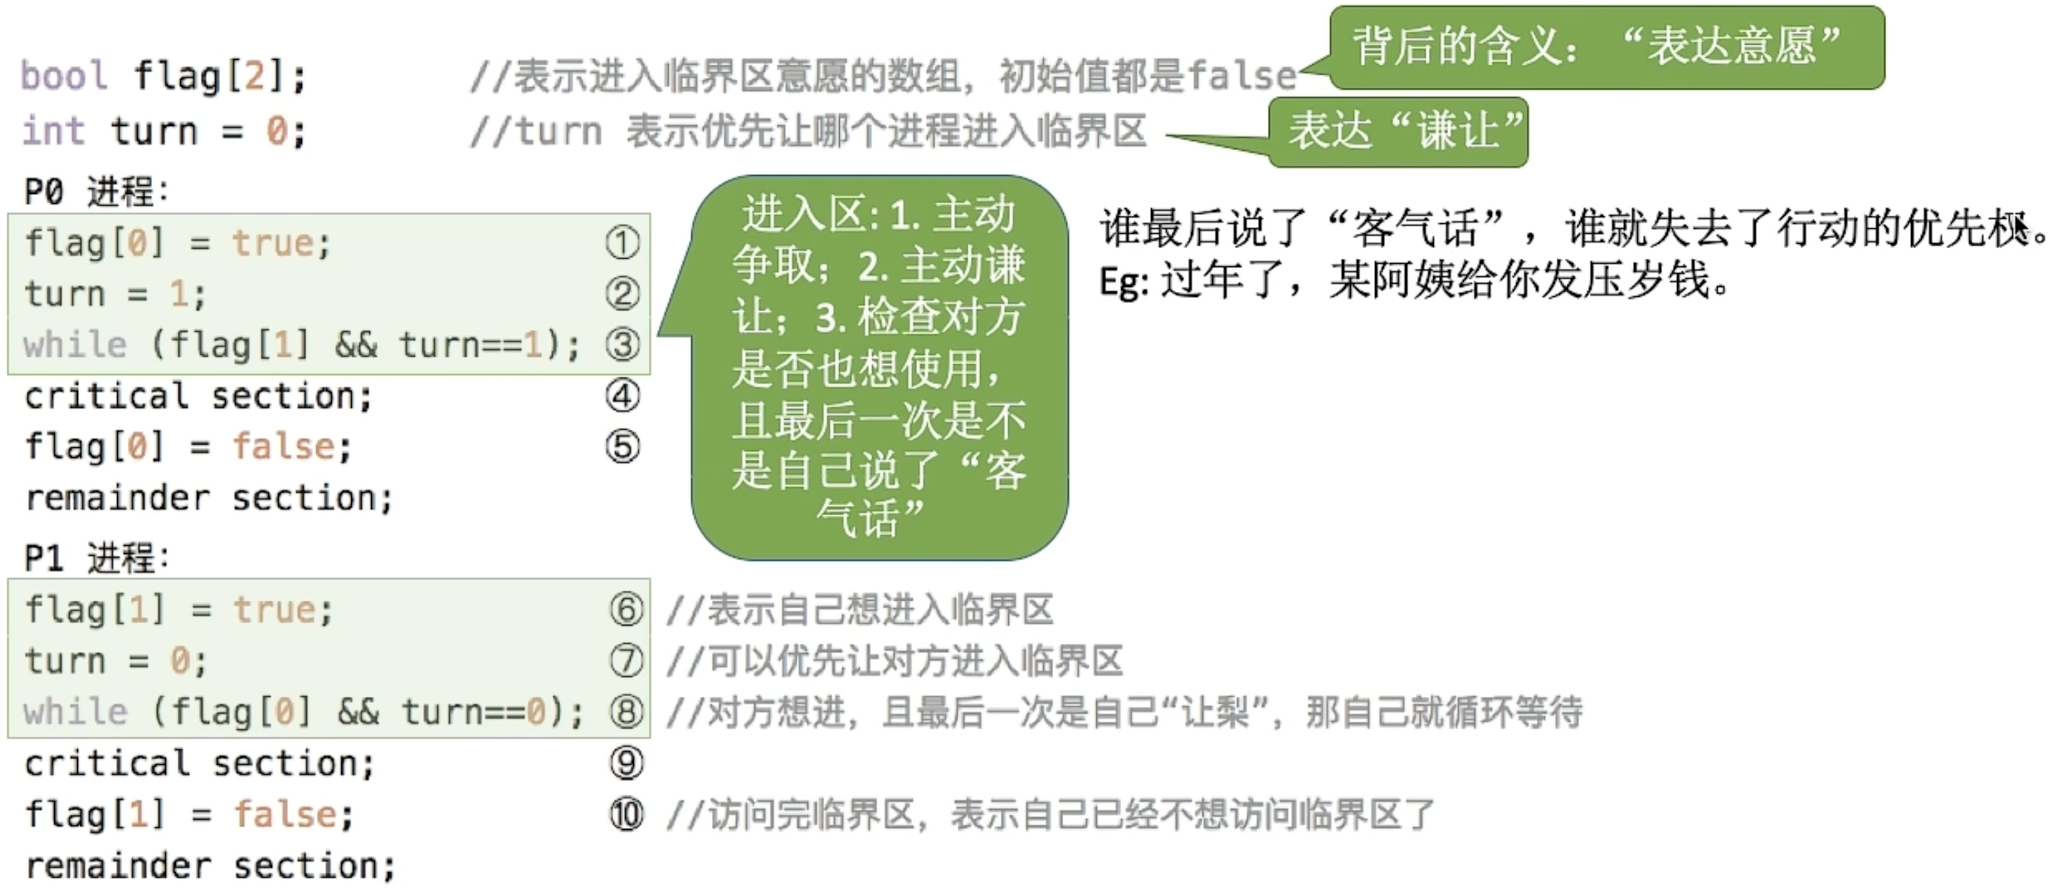 bool flag[2]; //表示进入临界区意愿的数组，初始值都是false
背后的含义：“表达意愿”
int turn = 0; //turn 表示优先让哪个进程进入临界区
表达“谦让”
P0 进程：
flag[0] = true; ①
turn = 1; ②
while (flag[1] && turn==1); ③
critical section; ④
flag[0] = false; ⑤
remainder section;
进入区: 1. 主动
争取；2. 主动谦
让；3. 检查对方
是否也想使用，
且最后一次是不
是自己说了“客
气话”
谁最后说了“客气话”，谁就失去了行动的优先权。
Eg: 过年了，某阿姨给你发压岁钱。
P1 进程：
flag[1] = true; ⑥ //表示自己想进入临界区
turn = 0; ⑦ //可以优先让对方进入临界区
while (flag[0] && turn==0); ⑧ //对方想进，且最后一次是自己“让梨”，那自己就循环等待
critical section; ⑨
flag[1] = false; ⑩ //访问完临界区，表示自己已经不想访问临界区了
remainder section;